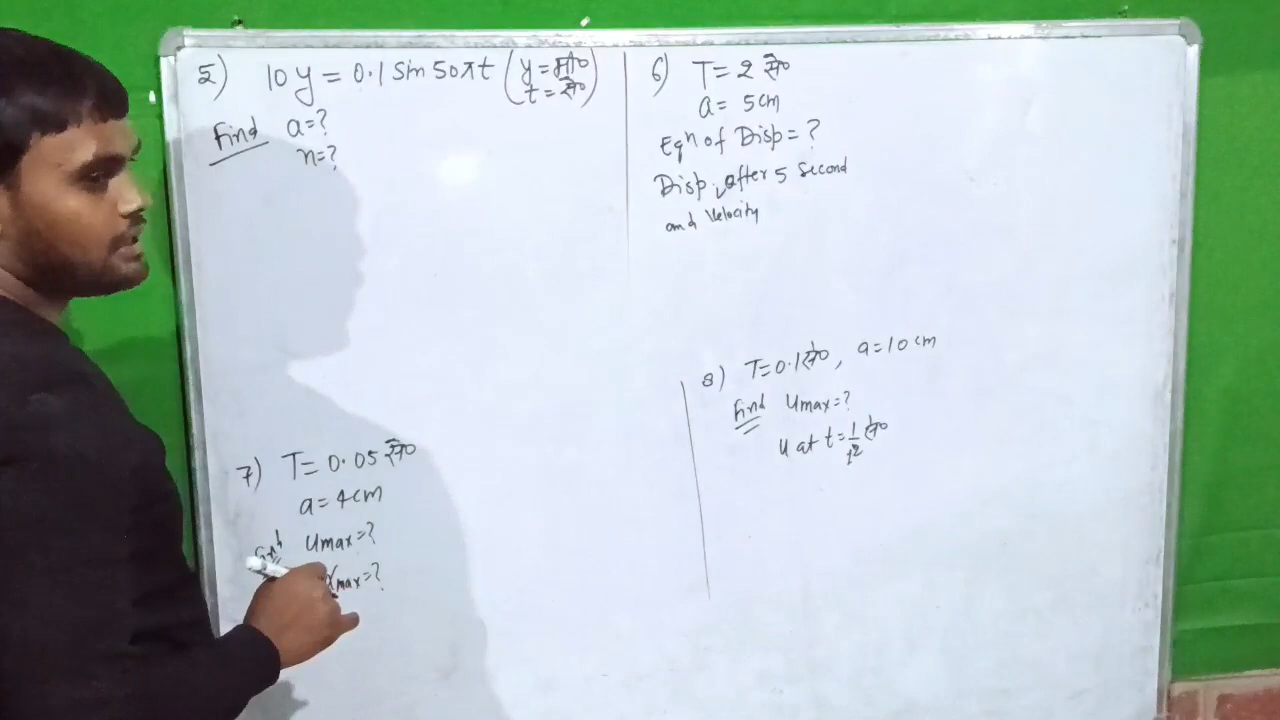 5) 10y = 0.1 sin 50πt (y = मी०
t = से०)
Find a=?
n=?
6) T = 2 से०
a = 5cm
Eqⁿ of Disp = ?
Disp. after 5 second
and velocity
7) T = 0.05 से०
a = 4cm
umax=?
αmax=?
8) T=0.1से०, a=10cm
Find umax=?
u at t=1/12 से०